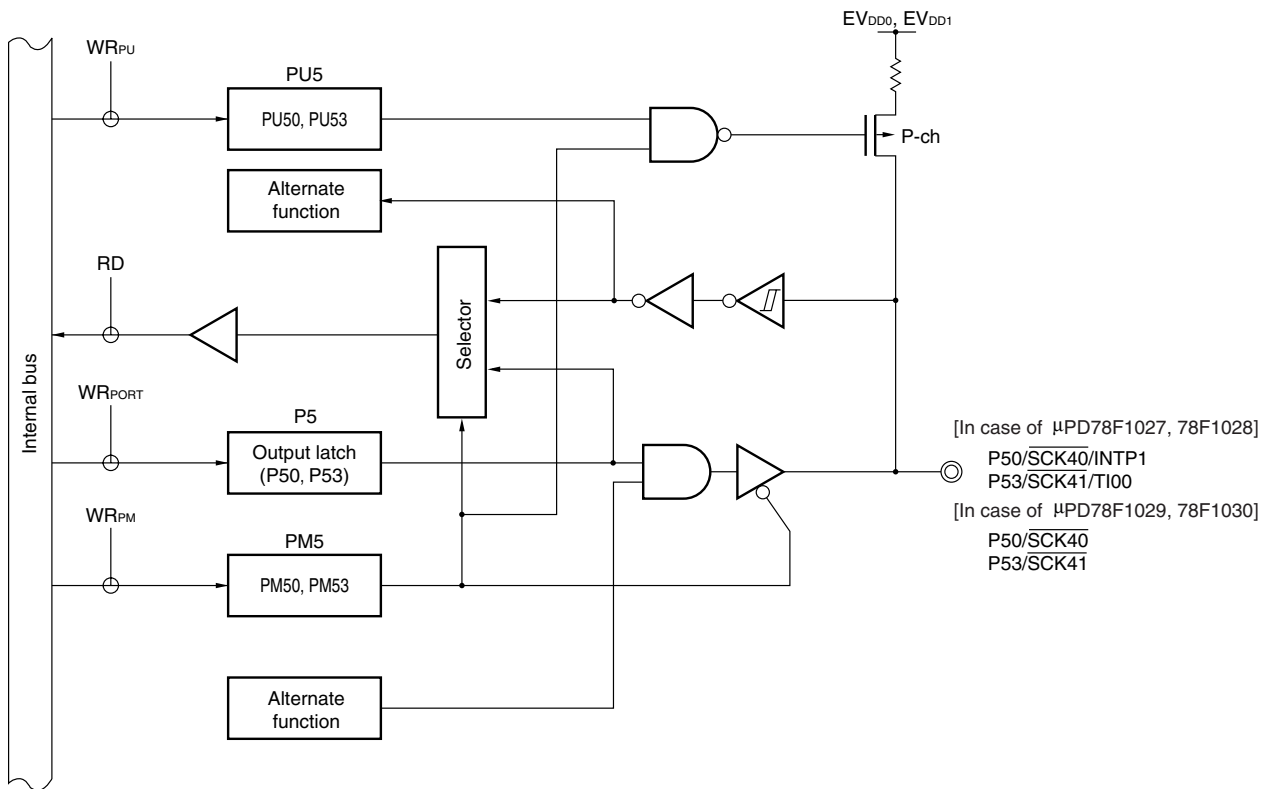 EVDD0, EVDD1
WRPU
PU5
PU50, PU53
P-ch
Alternate
function
RD
Selector
Internal bus
WRPORT
P5
Output latch
(P50, P53)
[In case of μPD78F1027, 78F1028]
P50/SCK40/INTP1
P53/SCK41/TI00
[In case of μPD78F1029, 78F1030]
P50/SCK40
P53/SCK41
WRPM
PM5
PM50, PM53
Alternate
function